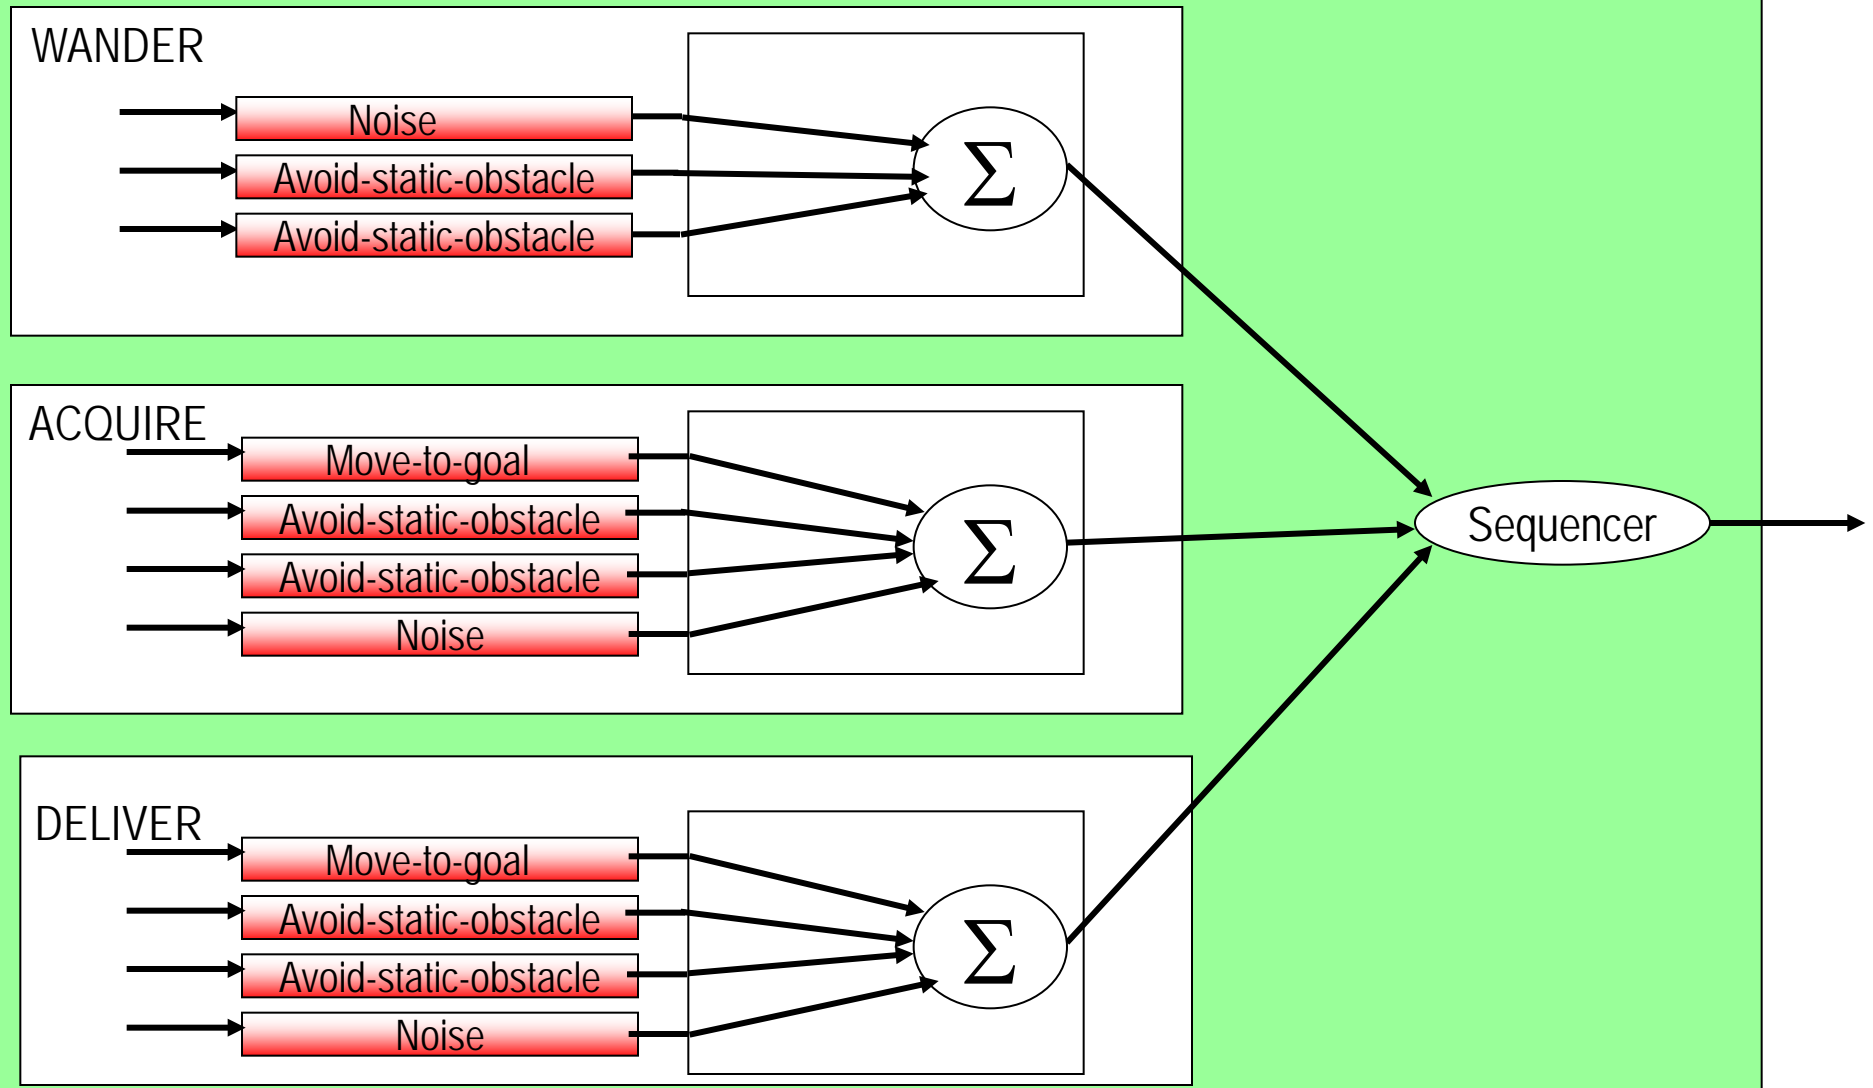 WANDER
Noise
Avoid-static-obstacle
Avoid-static-obstacle
Σ
ACQUIRE
Move-to-goal
Avoid-static-obstacle
Avoid-static-obstacle
Noise
Σ
Sequencer
DELIVER
Move-to-goal
Avoid-static-obstacle
Avoid-static-obstacle
Noise
Σ